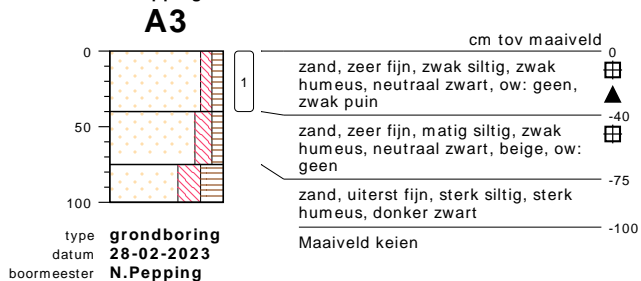 A3
cm tov maaiveld
0
0
zand, zeer fijn, zwak siltig, zwak
humeus, neutraal zwart, ow: geen,
zwak puin
1
-40
50
zand, zeer fijn, matig siltig, zwak
humeus, neutraal zwart, beige, ow:
geen
-75
zand, uiterst fijn, sterk siltig, sterk
humeus, donker zwart
100
-100
Maaiveld keien
type grondboring
datum 28-02-2023
boormeester N.Pepping